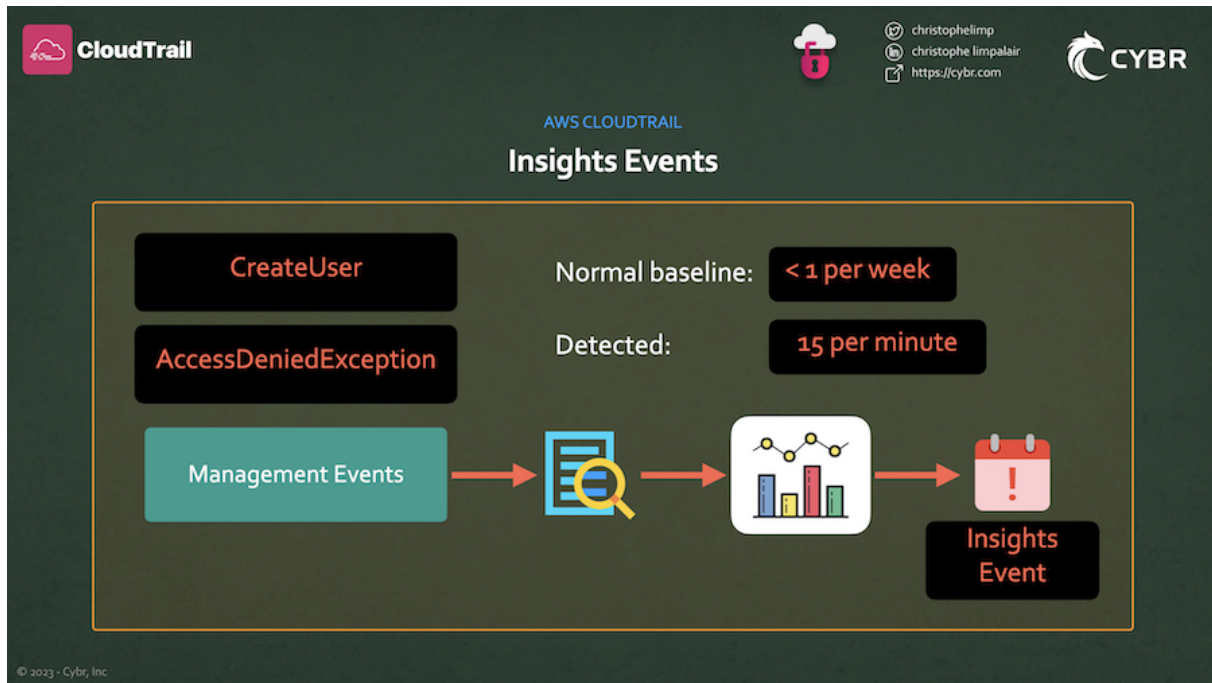 CloudTrail
christophelimp
christophe limpalair
https://cybr.com
CYBR
AWS CLOUDTRAIL
Insights Events
CreateUser
Normal baseline:
< 1 per week
AccessDeniedException
Detected:
15 per minute
Management Events
!
Insights
Event
© 2023 - Cybr, Inc